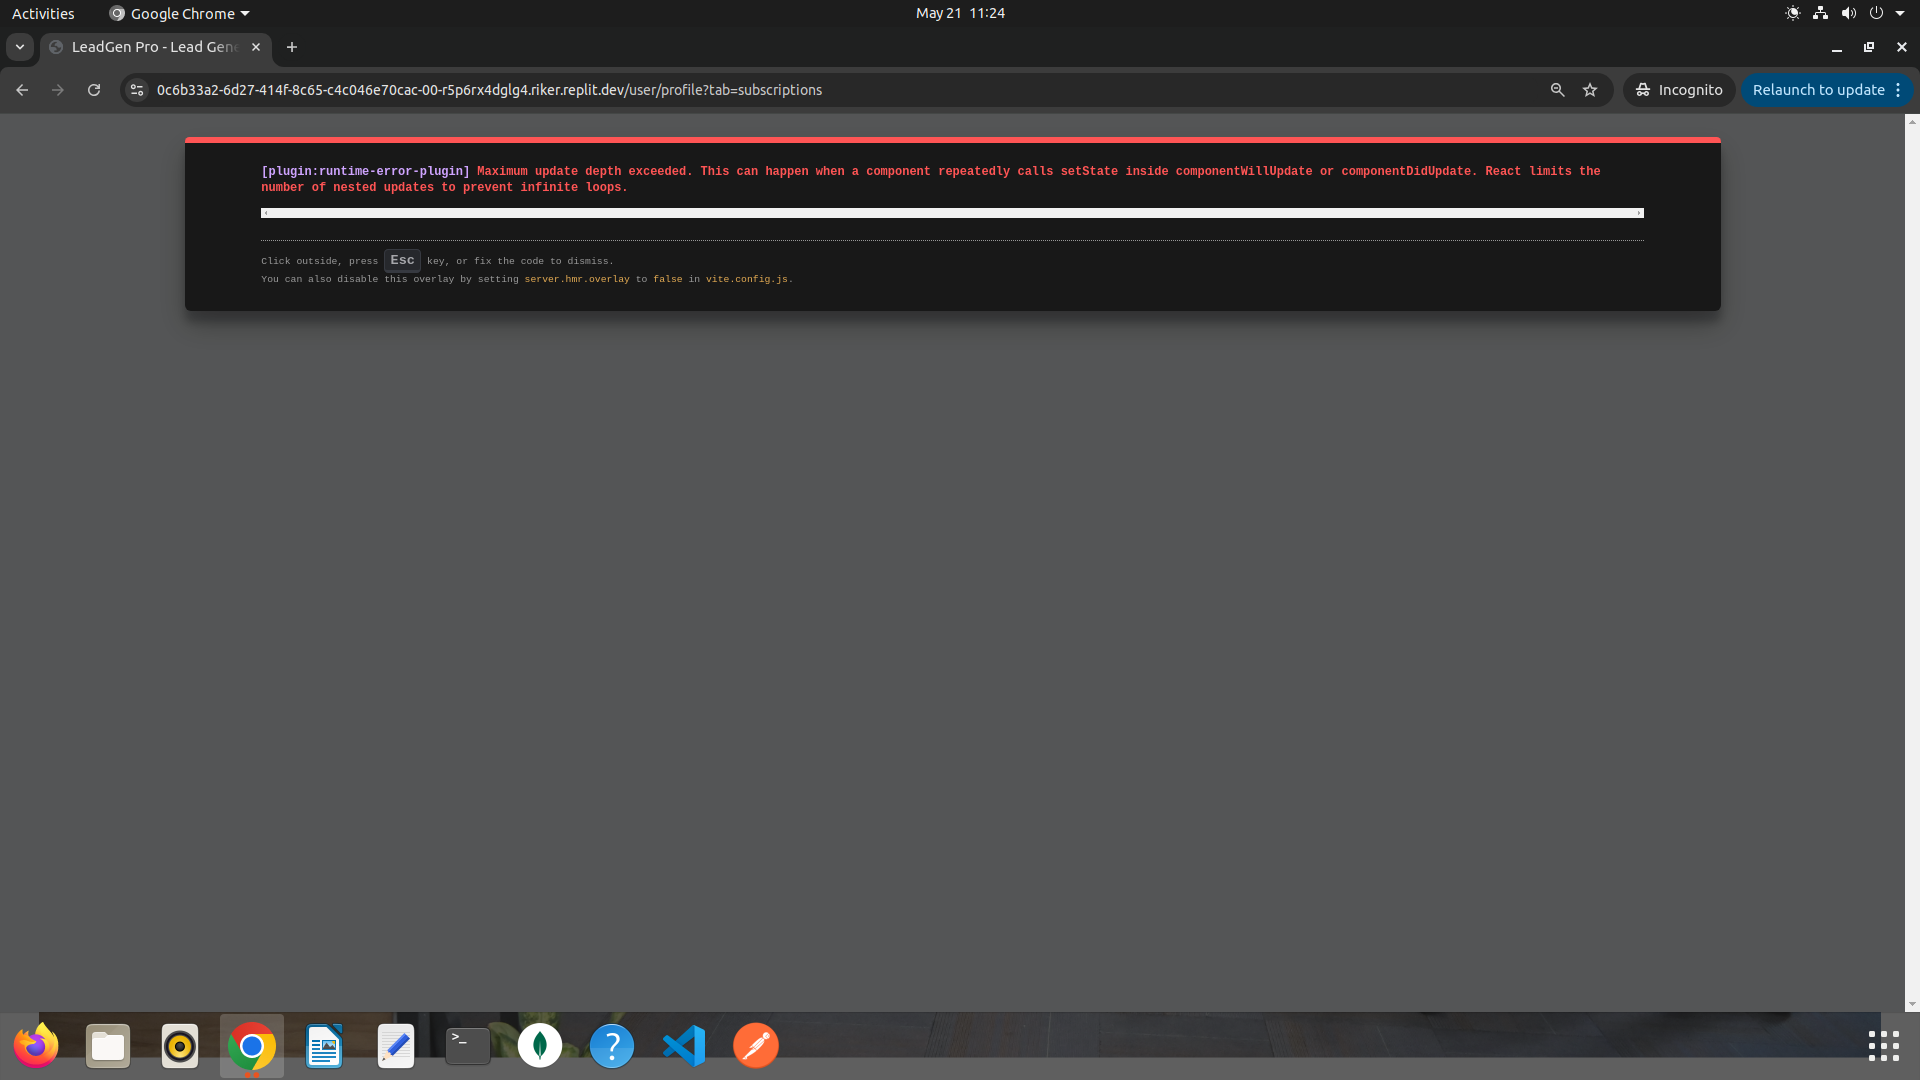 Activities
Google Chrome
May 21 11:24
LeadGen Pro - Lead Gene
0c6b33a2-6d27-414f-8c65-c4c046e70cac-00-r5p6rx4dglg4.riker.replit.dev/user/profile?tab=subscriptions
Incognito
Relaunch to update
[plugin:runtime-error-plugin] Maximum update depth exceeded. This can happen when a component repeatedly calls setState inside componentWillUpdate or componentDidUpdate. React limits the
number of nested updates to prevent infinite loops.
Click outside, press Esc key, or fix the code to dismiss.
You can also disable this overlay by setting server.hmr.overlay to false in vite.config.js.